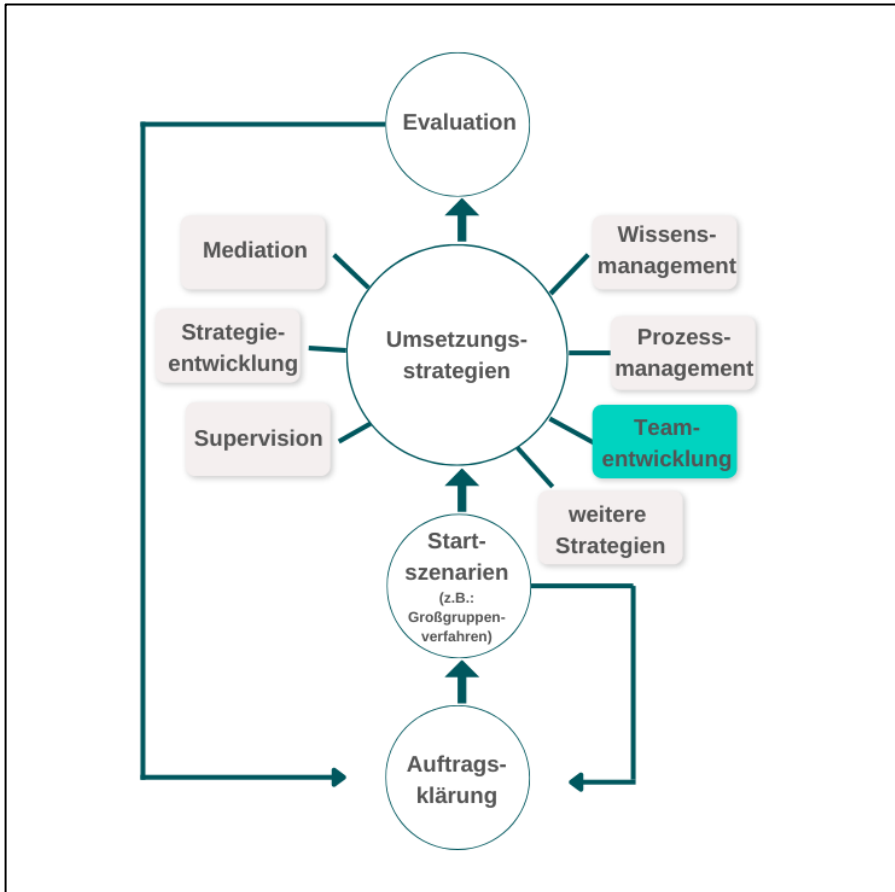 Evaluation
Mediation
Wissens-
management
Strategie-
entwicklung
Umsetzungs-
strategien
Prozess-
management
Supervision
Team-
entwicklung
weitere
Strategien
Start-
szenarien
(z.B.:
Großgruppen-
verfahren)
Auftrags-
klärung